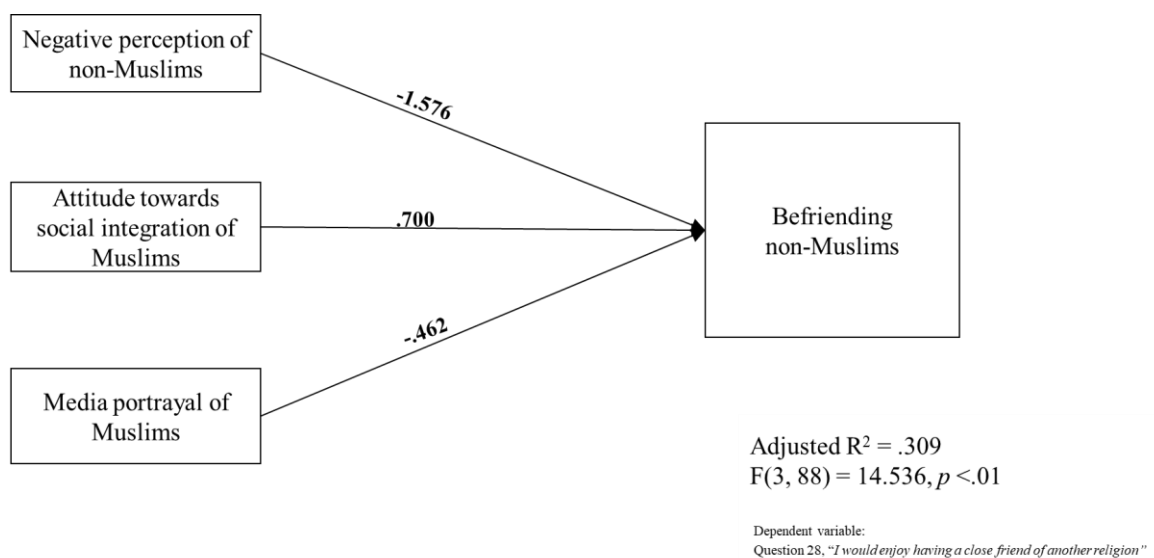 Negative perception of
non-Muslims
-1.576
Attitude towards
social integration of
Muslims
.700
Befriending
non-Muslims
-.462
Media portrayal of
Muslims
Adjusted R² = .309
F(3, 88) = 14.536, p <.01
Dependent variable:
Question 28, “I would enjoy having a close friend of another religion”